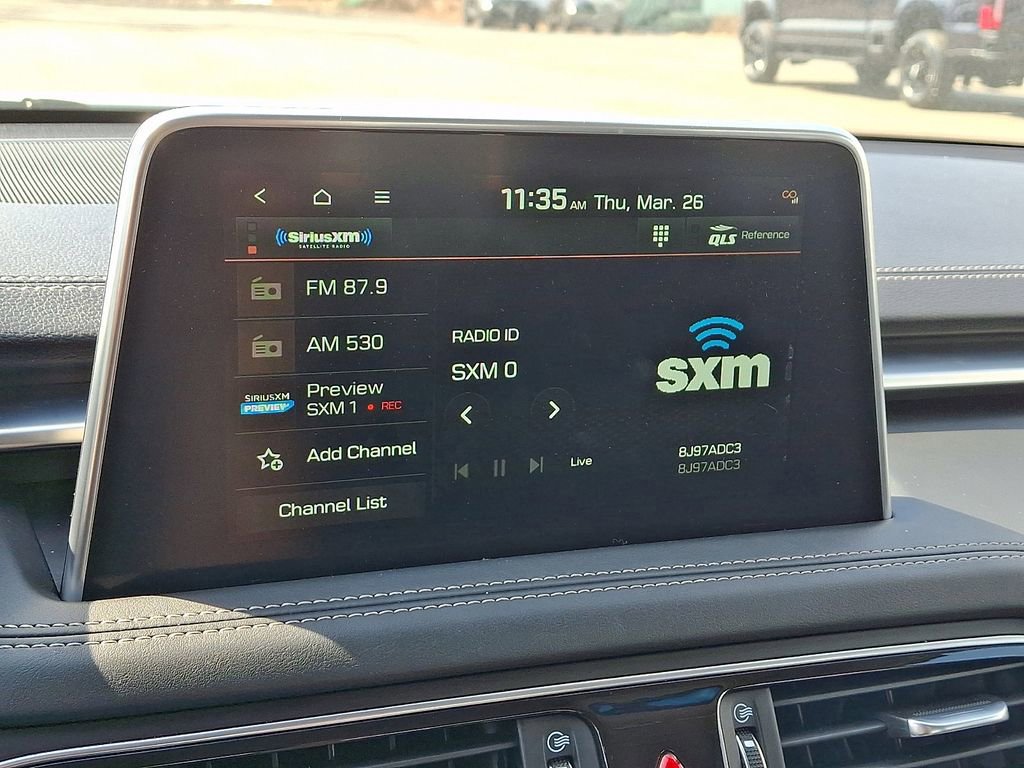 11:35 AM Thu, Mar. 26
SiriusXM
SATELLITE RADIO
QLS Reference
FM 87.9
AM 530
SIRIUSXM
PREVIEW
Preview
SXM 1 REC
Add Channel
Channel List
RADIO ID
SXM 0
Live
sxm
8J97ADC3
8J97ADC3